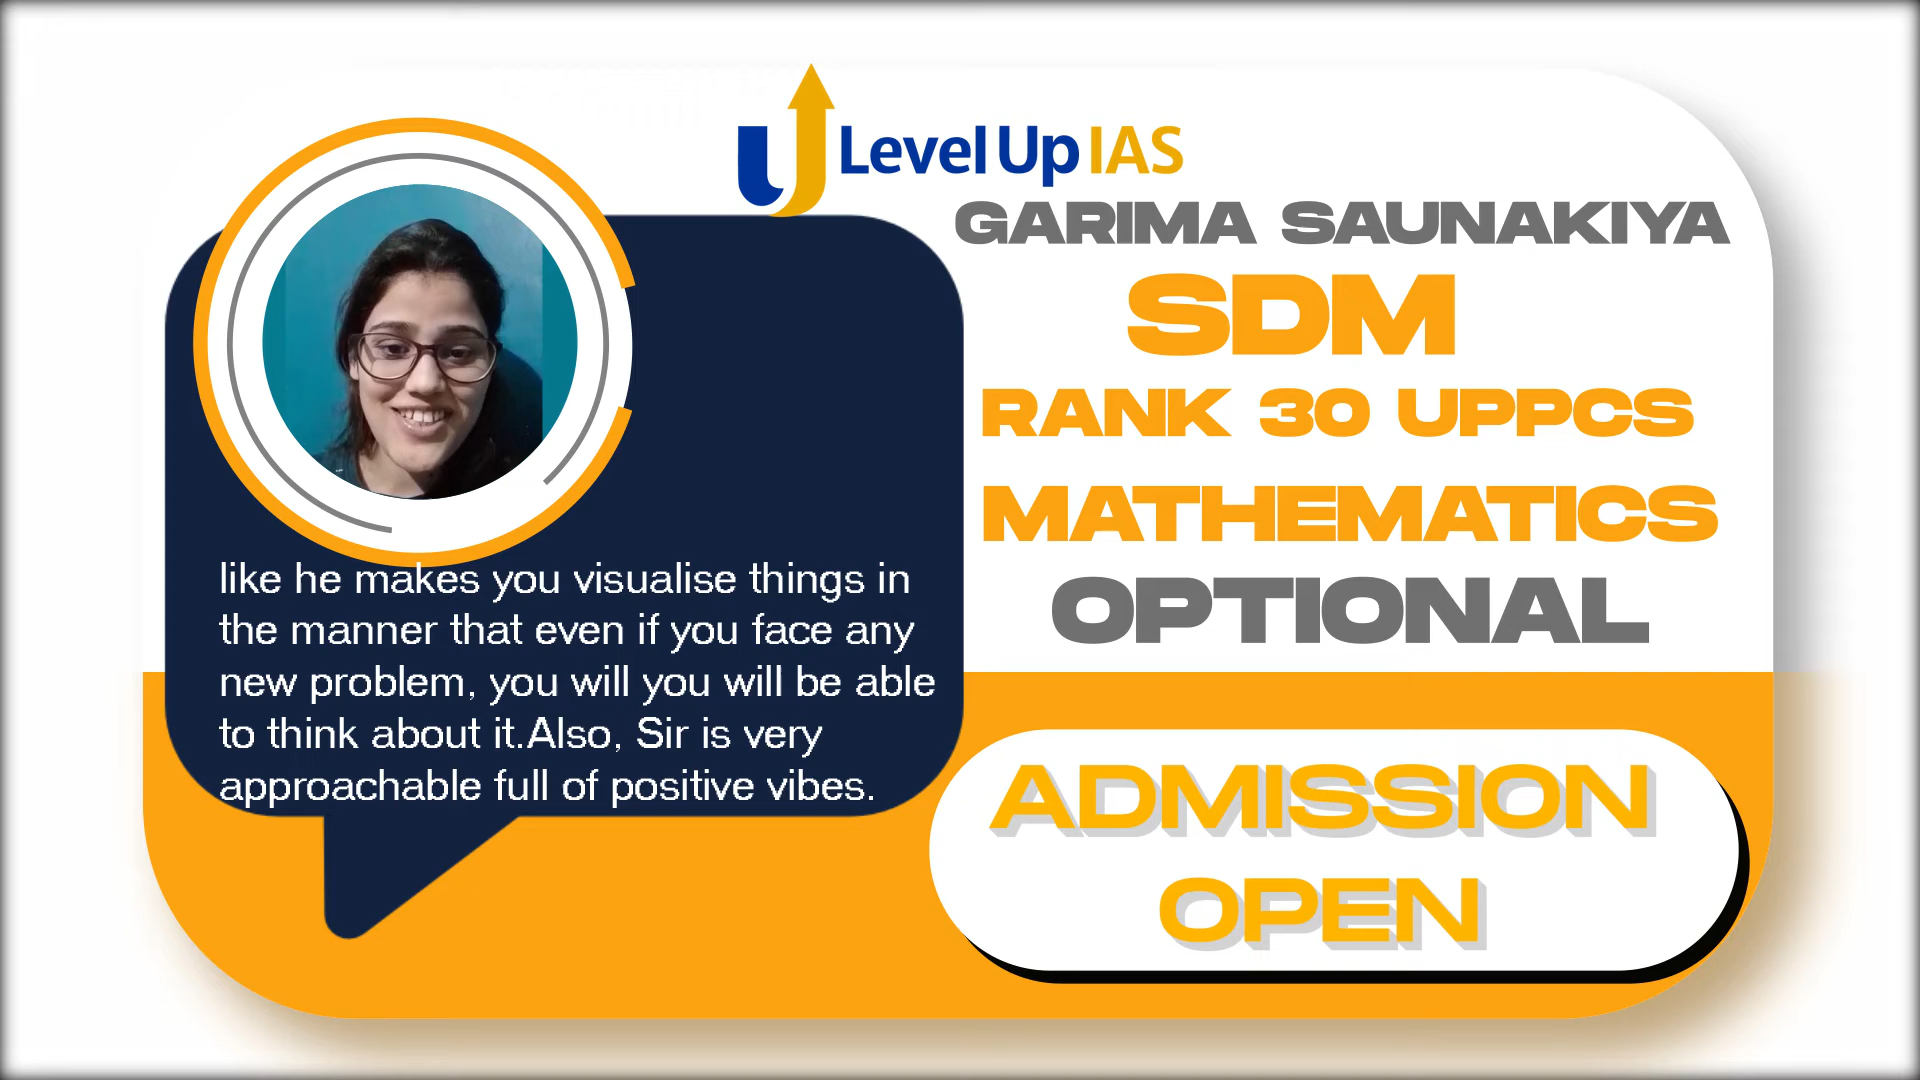 Level Up IAS
GARIMA SAUNAKIYA
SDM
RANK 30 UPPCS
MATHEMATICS
OPTIONAL
like he makes you visualise things in
the manner that even if you face any
new problem, you will you will be able
to think about it.Also, Sir is very
approachable full of positive vibes.
ADMISSION
OPEN